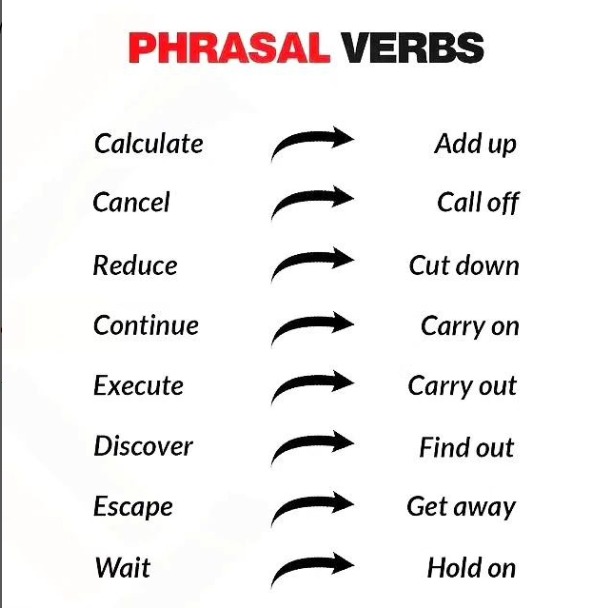 PHRASAL VERBS
Calculate Add up
Cancel Call off
Reduce Cut down
Continue Carry on
Execute Carry out
Discover Find out
Escape Get away
Wait Hold on